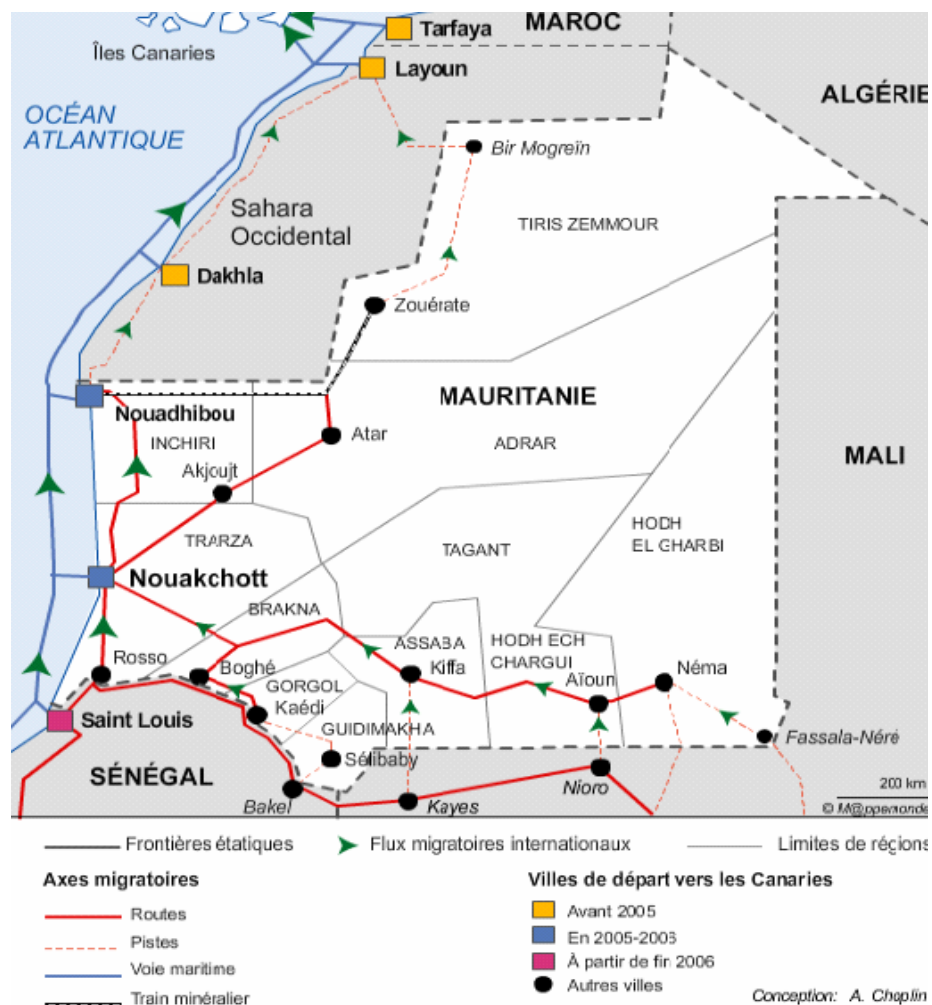 Tarfaya
MAROC
Îles Canaries
Layoun
ALGÉRIE
OCÉAN
ATLANTIQUE
Bir Mogreïn
Sahara
Occidental
TIRIS ZEMMOUR
Dakhla
Zouérate
MAURITANIE
Nouadhibou
INCHIRI
Atar
ADRAR
MALI
Akjoujt
HODH
EL GHARBI
TRARZA
TAGANT
Nouakchott
BRAKNA
ASSABA
HODH ECH
CHARGUI
Rosso
Boghé
Kiffa
Néma
Aïoun
GORGOL
Kaédi
Saint Louis
GUIDIMAKHA
Fassala-Néré
SÉNÉGAL
Sélibaby
Nioro
200 km
Bakel
Kayes
© M@ppemonde
Frontières étatiques
Flux migratoires internationaux
Limites de régions
Axes migratoires
Villes de départ vers les Canaries
Routes
Avant 2005
Pistes
En 2005-2006
Voie maritime
À partir de fin 2006
Train minéralier
Autres villes
Conception: A. Choplin